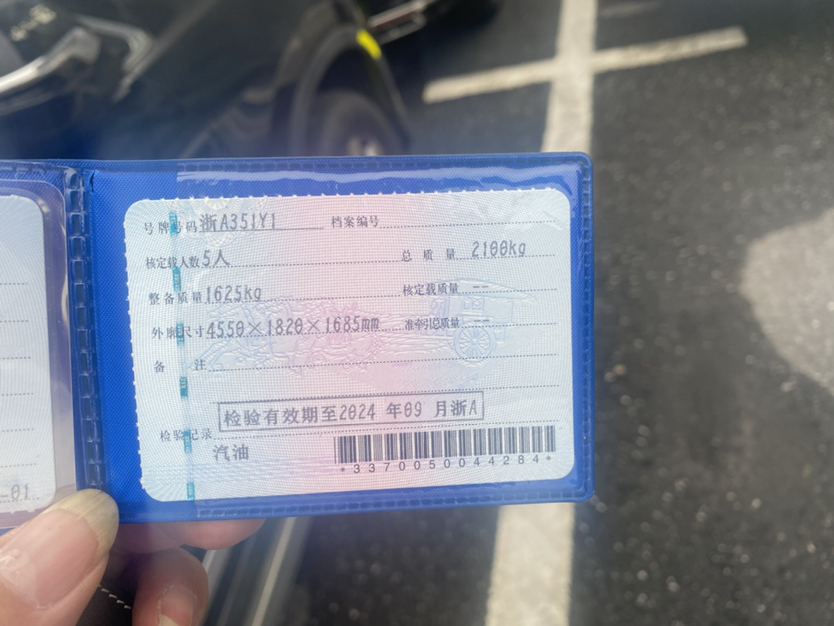 号牌号码 浙A351Y1 档案编号
核定载人数 5人 总质量 2100kg
整备质量 1625kg 核定载质量 --
外廓尺寸 4550×1820×1685mm 准牵引总质量 --
备注
检验有效期至2024 年09 月浙A
检验记录
汽油
*3370050044284*
-01